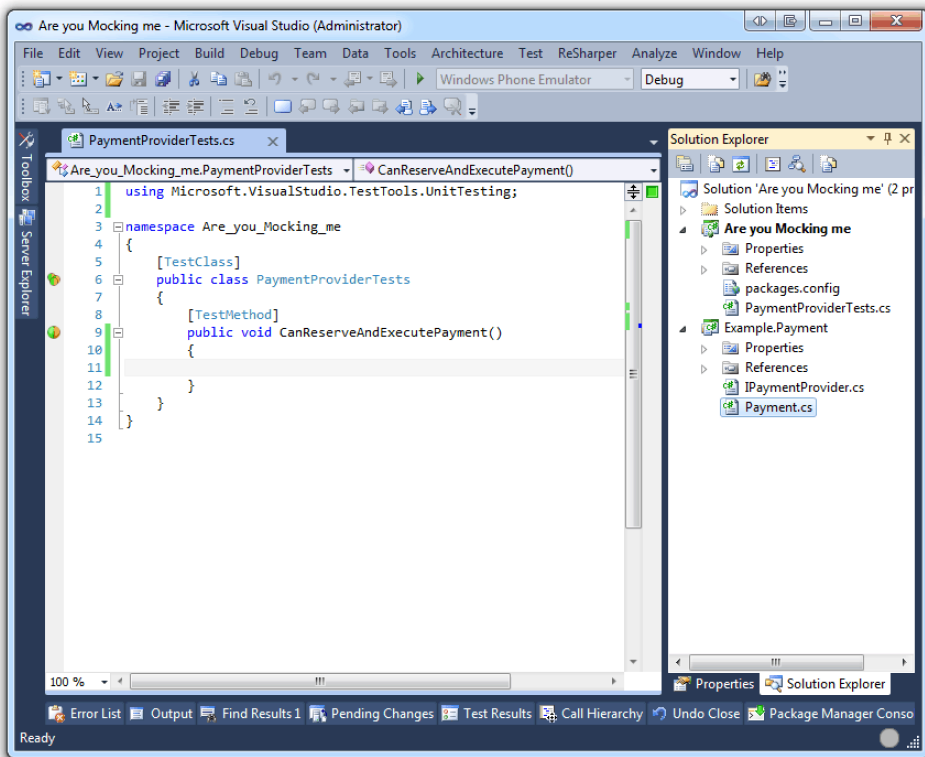 Are you Mocking me - Microsoft Visual Studio (Administrator)
File Edit View Project Build Debug Team Data Tools Architecture Test ReSharper Analyze Window Help
Windows Phone Emulator Debug
Toolbox
Server Explorer
PaymentProviderTests.cs
Are_you_Mocking_me.PaymentProviderTests CanReserveAndExecutePayment()
1 using Microsoft.VisualStudio.TestTools.UnitTesting;
2
3 namespace Are_you_Mocking_me
4 {
5 [TestClass]
6 public class PaymentProviderTests
7 {
8 [TestMethod]
9 public void CanReserveAndExecutePayment()
10 {
11
12 }
13 }
14 }
15
100 %
Solution Explorer
Solution 'Are you Mocking me' (2 pr
Solution Items
Are you Mocking me
Properties
References
packages.config
PaymentProviderTests.cs
Example.Payment
Properties
References
IPaymentProvider.cs
Payment.cs
Properties Solution Explorer
Error List Output Find Results 1 Pending Changes Test Results Call Hierarchy Undo Close Package Manager Conso
Ready